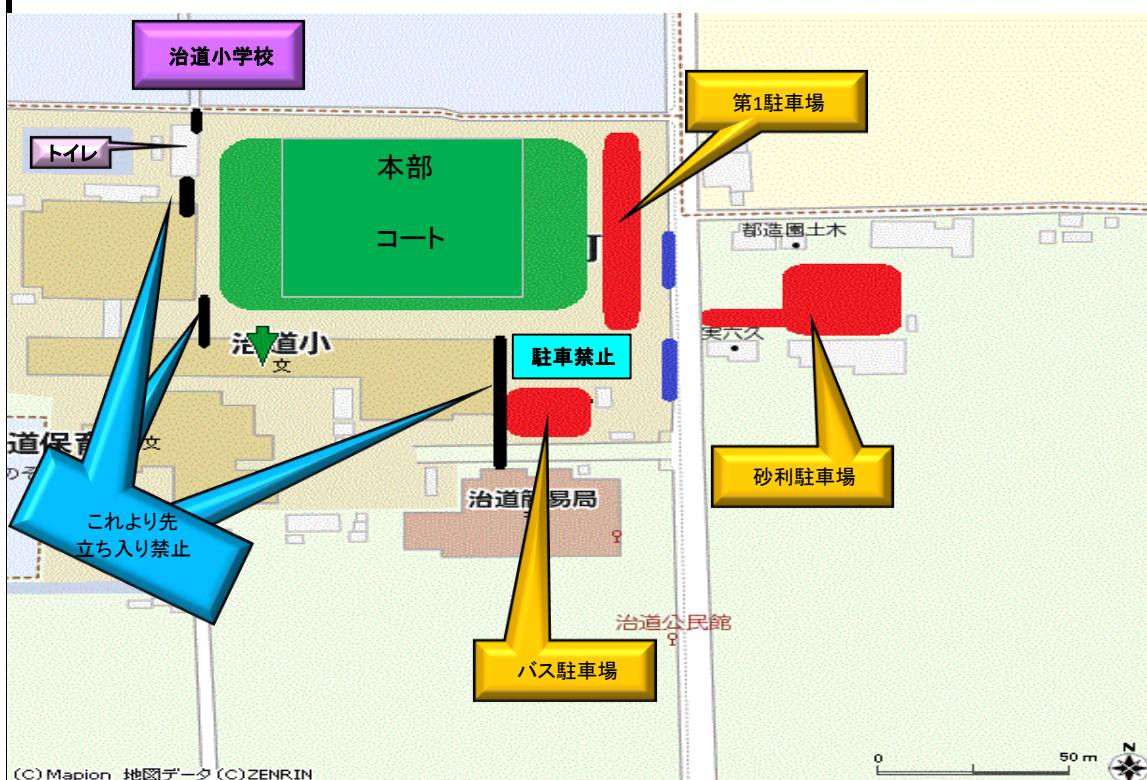 治道小学校
第1駐車場
トイレ
本部
コート
都造園土木
実六久
治道小
文
駐車禁止
道保育
文
のそ
砂利駐車場
治道簡易局
これより先
立ち入り禁止
治道公民館
バス駐車場
0
50 m
N
(C)Mapion 地図データ(C)ZENRIN